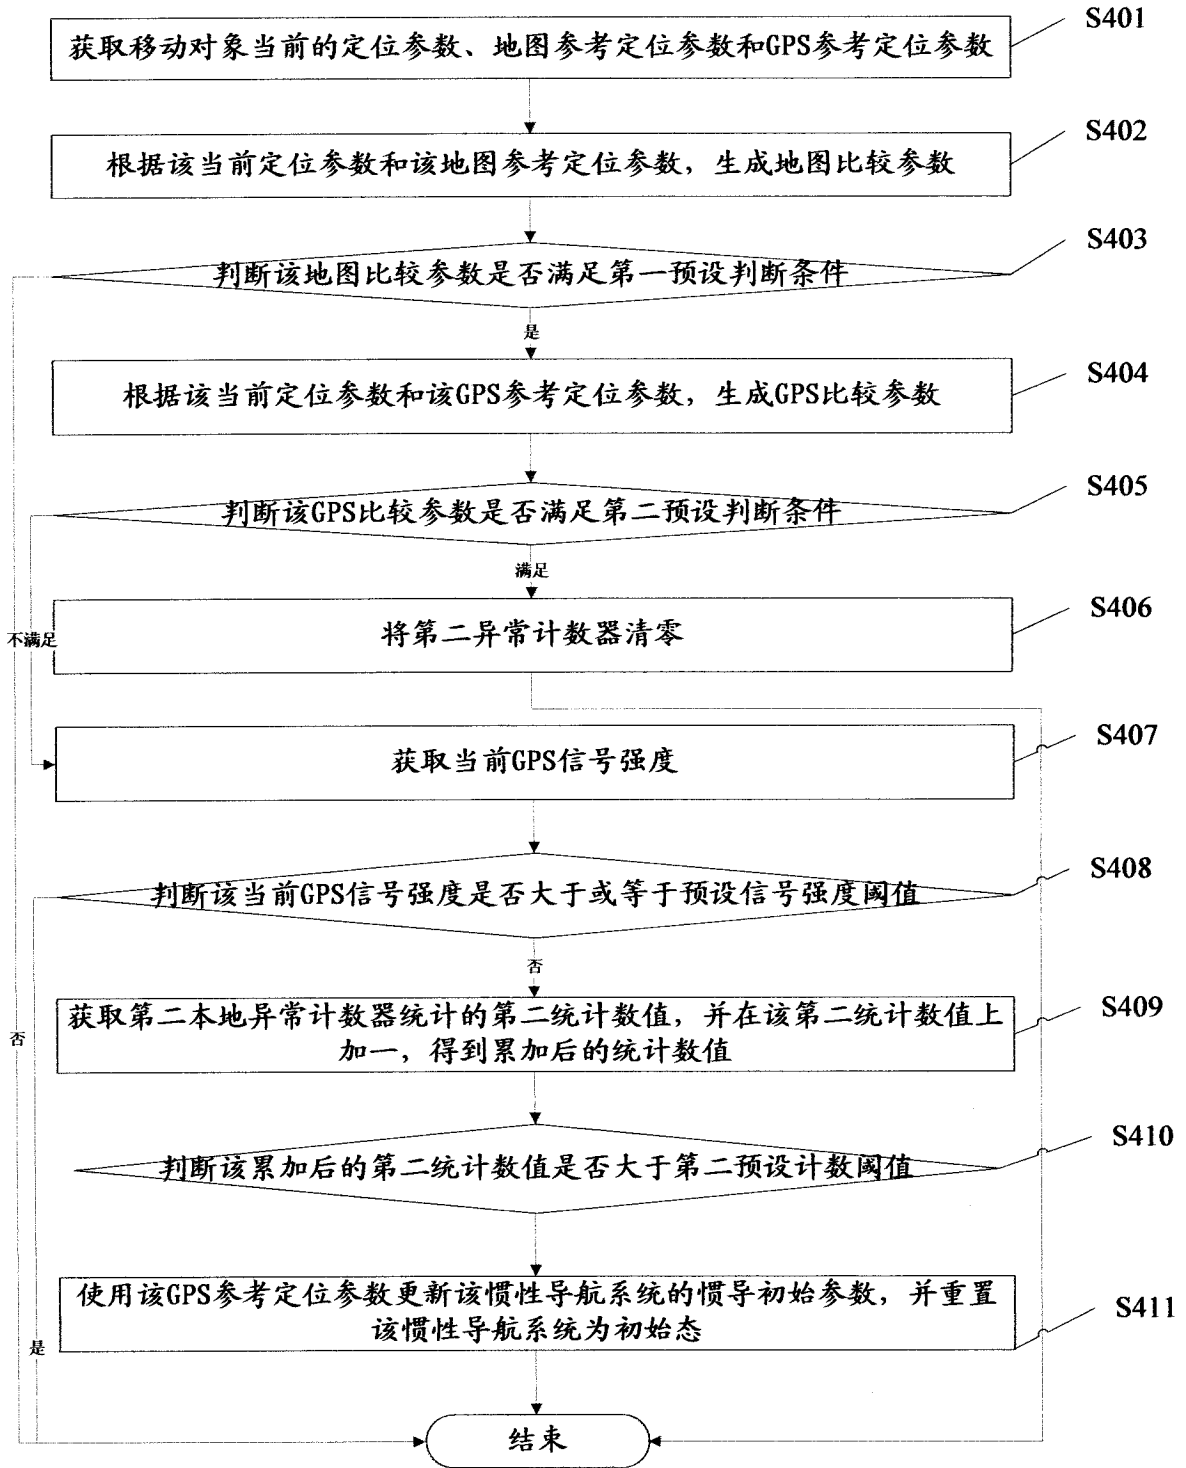 S401
获取移动对象当前的定位参数、地图参考定位参数和GPS参考定位参数
S402
根据该当前定位参数和该地图参考定位参数，生成地图比较参数
S403
判断该地图比较参数是否满足第一预设判断条件
是
S404
根据该当前定位参数和该GPS参考定位参数，生成GPS比较参数
S405
判断该GPS比较参数是否满足第二预设判断条件
满足
S406
不满足
将第二异常计数器清零
S407
获取当前GPS信号强度
S408
判断该当前GPS信号强度是否大于或等于预设信号强度阈值
否
S409
获取第二本地异常计数器统计的第二统计数值，并在该第二统计数值上
加一，得到累加后的统计数值
否
S410
判断该累加后的第二统计数值是否大于第二预设计数阈值
S411
使用该GPS参考定位参数更新该惯性导航系统的惯导初始参数，并重置
该惯性导航系统为初始态
是
结束